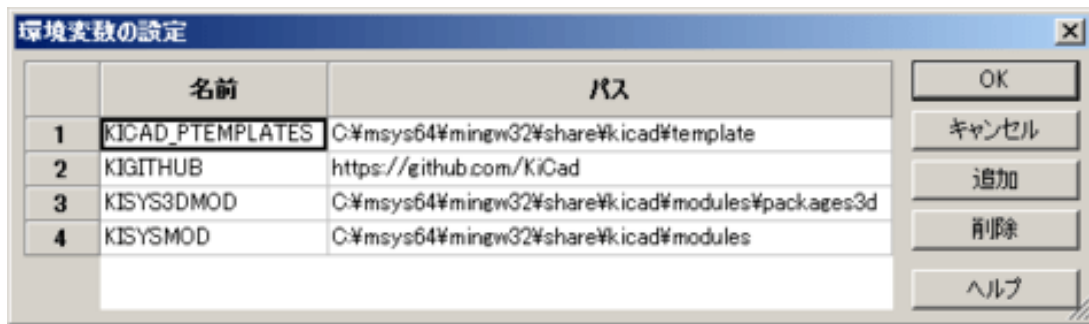 環境変数の設定
名前 パス
1 KICAD_PTEMPLATES C:¥msys64¥mingw32¥share¥kicad¥template
2 KIGITHUB https://github.com/KiCad
3 KISYS3DMOD C:¥msys64¥mingw32¥share¥kicad¥modules¥packages3d
4 KISYSMOD C:¥msys64¥mingw32¥share¥kicad¥modules
OK
キャンセル
追加
削除
ヘルプ